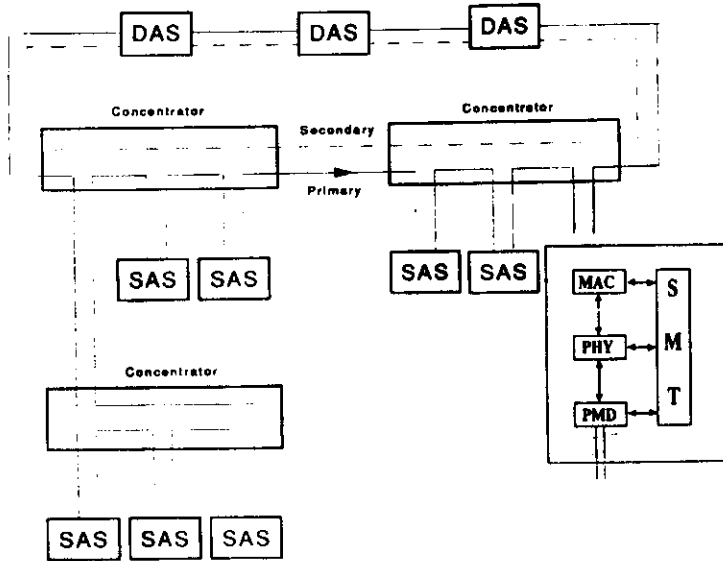 DAS DAS DAS
Concentrator
Concentrator
Secondary
Primary
SAS SAS
SAS SAS
MAC
PHY
PMD
S
M
T
Concentrator
SAS SAS SAS